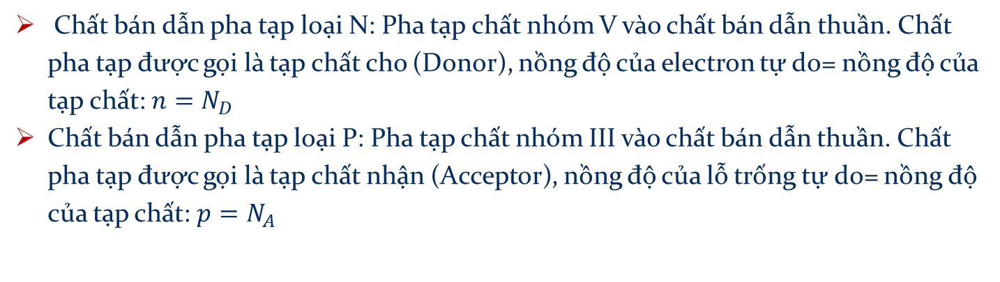 ➢ Chất bán dẫn pha tạp loại N: Pha tạp chất nhóm V vào chất bán dẫn thuần. Chất
pha tạp được gọi là tạp chất cho (Donor), nồng độ của electron tự do= nồng độ của
tạp chất: n = N_D
➢ Chất bán dẫn pha tạp loại P: Pha tạp chất nhóm III vào chất bán dẫn thuần. Chất
pha tạp được gọi là tạp chất nhận (Acceptor), nồng độ của lỗ trống tự do= nồng độ
của tạp chất: p = N_A